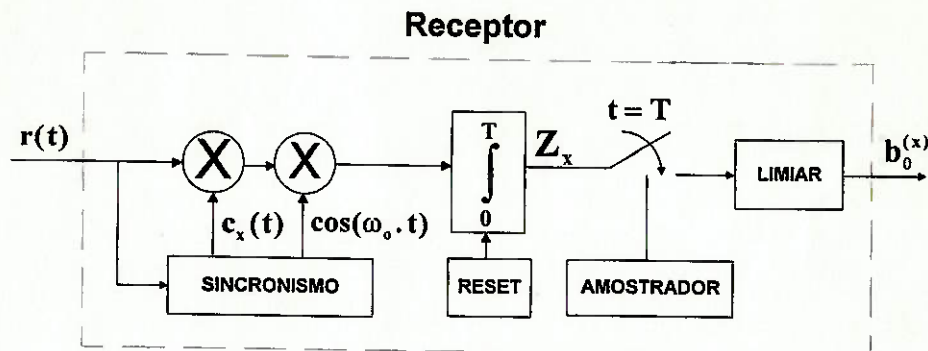 Receptor
r(t)
X
X
T
∫
0
Z_x
t = T
LIMIAR
b_0^(x)
c_x(t)
cos(ω_o.t)
SINCRONISMO
RESET
AMOSTRADOR